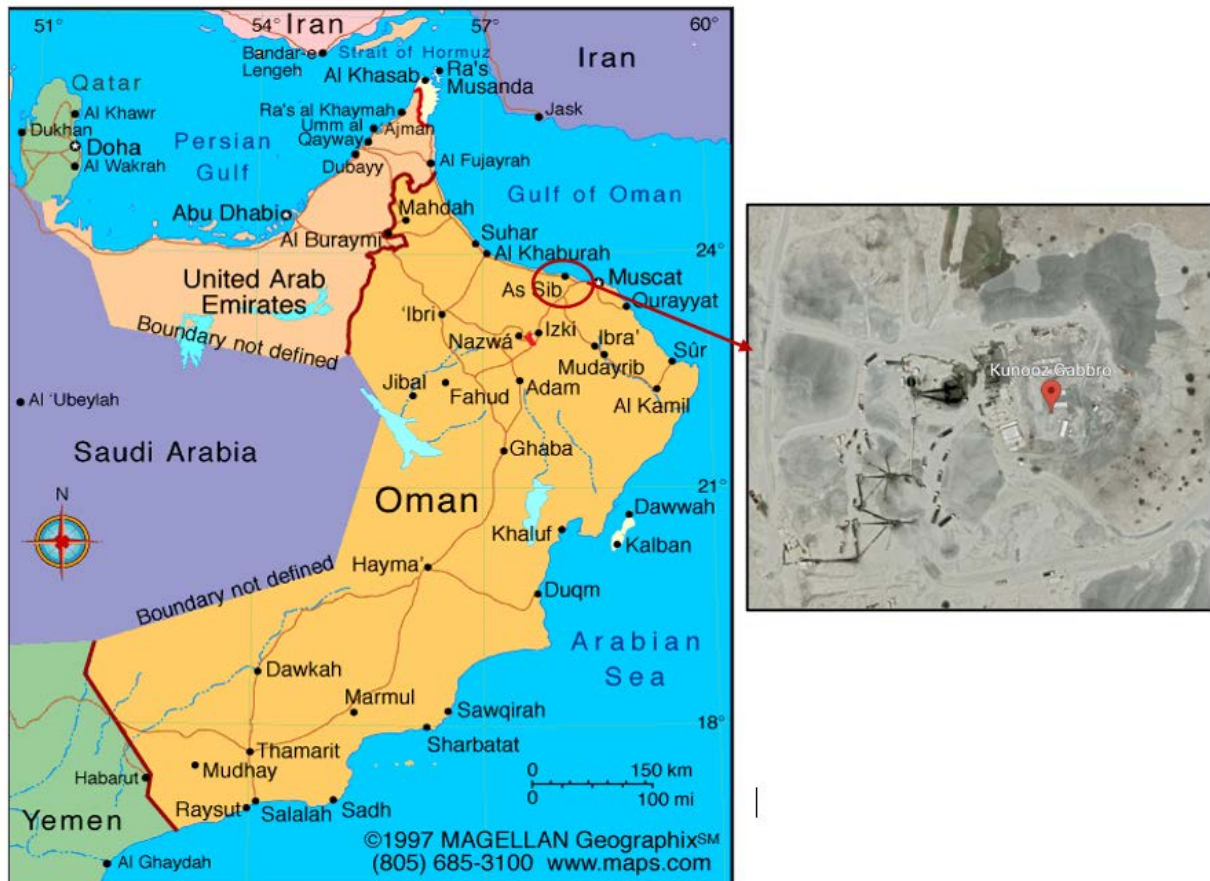 51°
54°
Iran
57°
60°
Bandar-e
Lengeh
Strait of Hormuz
Iran
Al Khasab
Ra's
Musanda
Qatar
Al Khawr
Ra's al Khaymah
Jask
Dukhan
Umm al
Qayway
Ajman
Doha
Persian
Gulf
Al Wakrah
Dubayy
Al Fujayrah
Gulf of Oman
Abu Dhabi
Mahdah
Al Buraymi
Suhar
Al Khaburah
24°
United Arab
Emirates
As Sib
Muscat
Qurayyat
'Ibri
Boundary not defined
Nazwá
Izki
Ibra'
Mudayrib
Sûr
Jibal
Fahud
Adam
Al Kamil
Al 'Ubeylah
Saudi Arabia
Ghaba
N
Oman
21°
Dawwah
Khaluf
Kalban
Hayma'
Boundary not defined
Duqm
Arabian
Sea
Dawkah
Marmul
Sawqirah
18°
Sharbatat
Thamarit
Mudhay
Habarut
0 150 km
0 100 mi
Raysut
Salalah
Sadh
Yemen
Al Ghaydah
©1997 MAGELLAN Geographix℠
(805) 685-3100 www.maps.com
Kunooz Gabbro